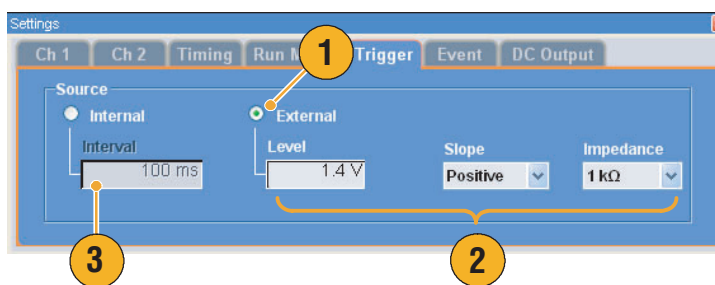 Settings
Ch 1 Ch 2 Timing Run Trigger Event DC Output
1
Source
Internal External
Interval Level Slope Impedance
100 ms 1.4 V Positive 1 kΩ
3 2